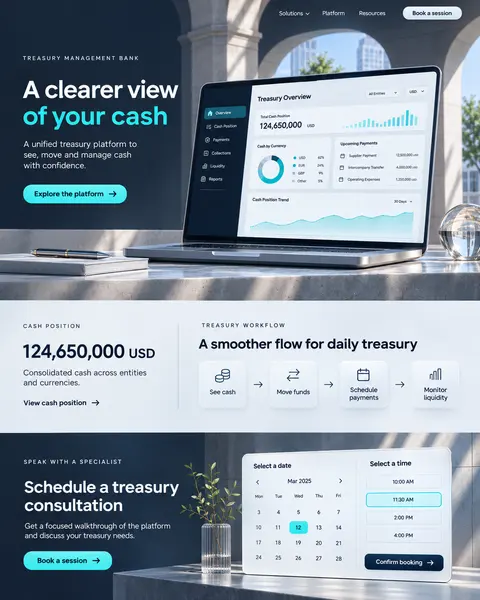 Solutions
Platform
Resources
Book a session
TREASURY MANAGEMENT BANK
A clearer view
of your cash
A unified treasury platform to
see, move and manage cash
with confidence.
Explore the platform →
Overview
Cash Position
Payments
Collections
Liquidity
Reports
Treasury Overview
All Entities
USD
Total Cash Position
124,650,000 USD
Cash by Currency
USD
EUR
GBP
Other
Upcoming Payments
Supplier Payment
Intercompany Transfer
Operating Expenses
Cash Position Trend
30 Days
CASH POSITION
124,650,000 USD
Consolidated cash across entities
and currencies.
View cash position →
TREASURY WORKFLOW
A smoother flow for daily treasury
See cash
Move funds
Schedule
payments
Monitor
liquidity
SPEAK WITH A SPECIALIST
Schedule a treasury
consultation
Get a focused walkthrough of the platform
and discuss your treasury needs.
Book a session →
Select a date
Mar 2025
Mon Tue Wed Thu Fri
3 4 5 6 7
10 11 12 13 14
17 18 19 20 21
24 25 26 27 28
Select a time
10:00 AM
11:30 AM
2:00 PM
4:00 PM
Confirm booking →